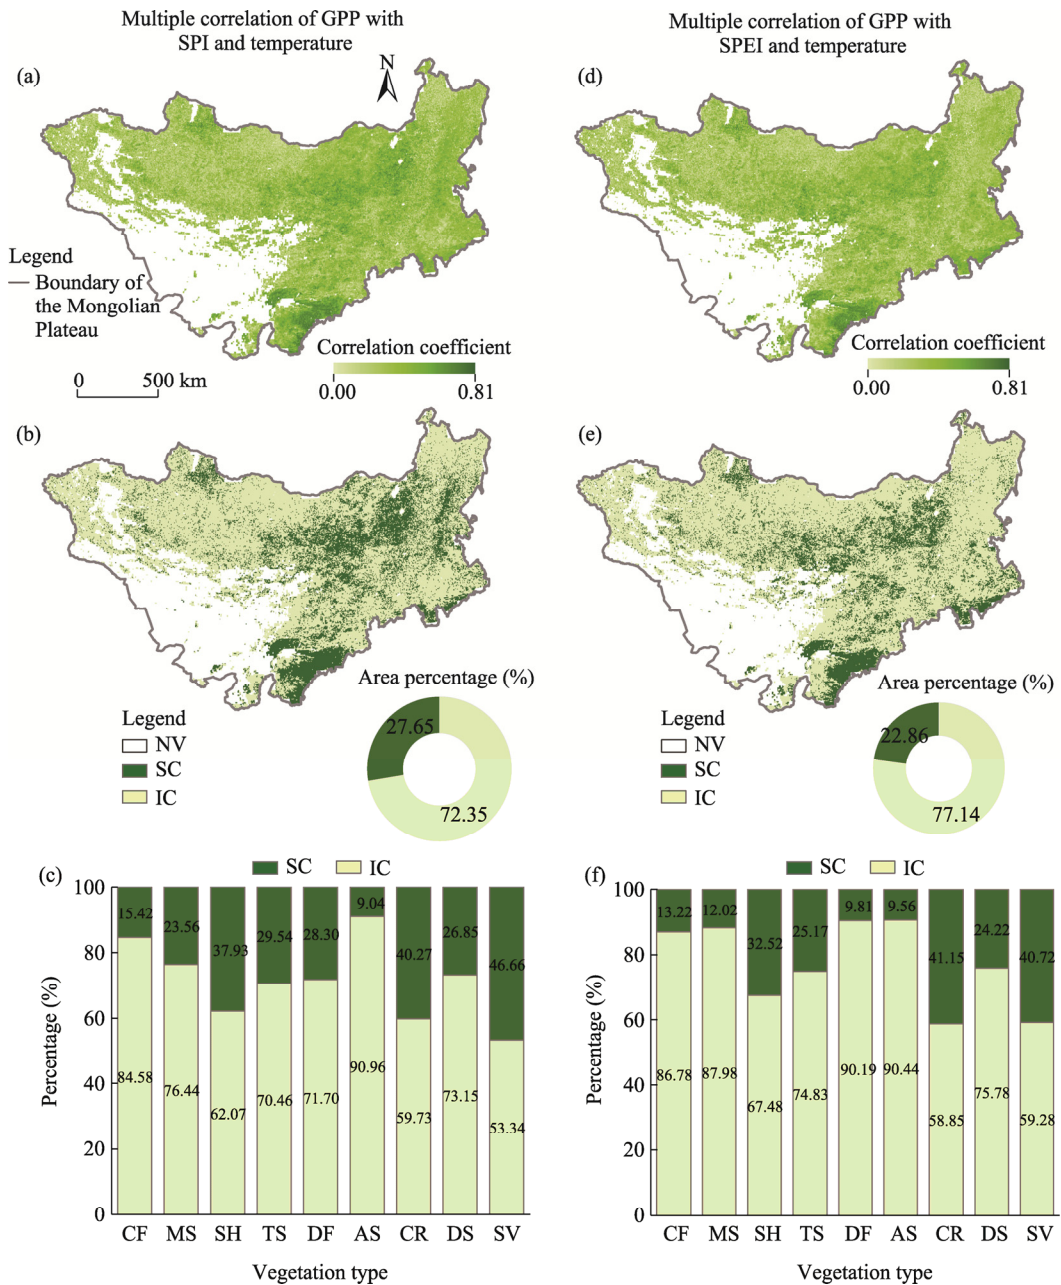 Multiple correlation of GPP with
SPI and temperature
(a)
N
Legend
Boundary of
the Mongolian
Plateau
0 500 km
Correlation coefficient
0.00 0.81
Multiple correlation of GPP with
SPEI and temperature
(d)
Correlation coefficient
0.00 0.81
(b)
Legend
NV
SC
IC
Area percentage (%)
27.65
72.35
(e)
Legend
NV
SC
IC
Area percentage (%)
22.86
77.14
(c)
SC IC
Percentage (%)
100
80
60
40
20
0
15.42 23.56 37.93 29.54 28.30 9.04 40.27 26.85 46.66
84.58 76.44 62.07 70.46 71.70 90.96 59.73 73.15 53.34
CF MS SH TS DF AS CR DS SV
Vegetation type
(f)
SC IC
Percentage (%)
100
80
60
40
20
0
13.22 12.02 32.52 25.17 9.81 9.56 41.15 24.22 40.72
86.78 87.98 67.48 74.83 90.19 90.44 58.85 75.78 59.28
CF MS SH TS DF AS CR DS SV
Vegetation type